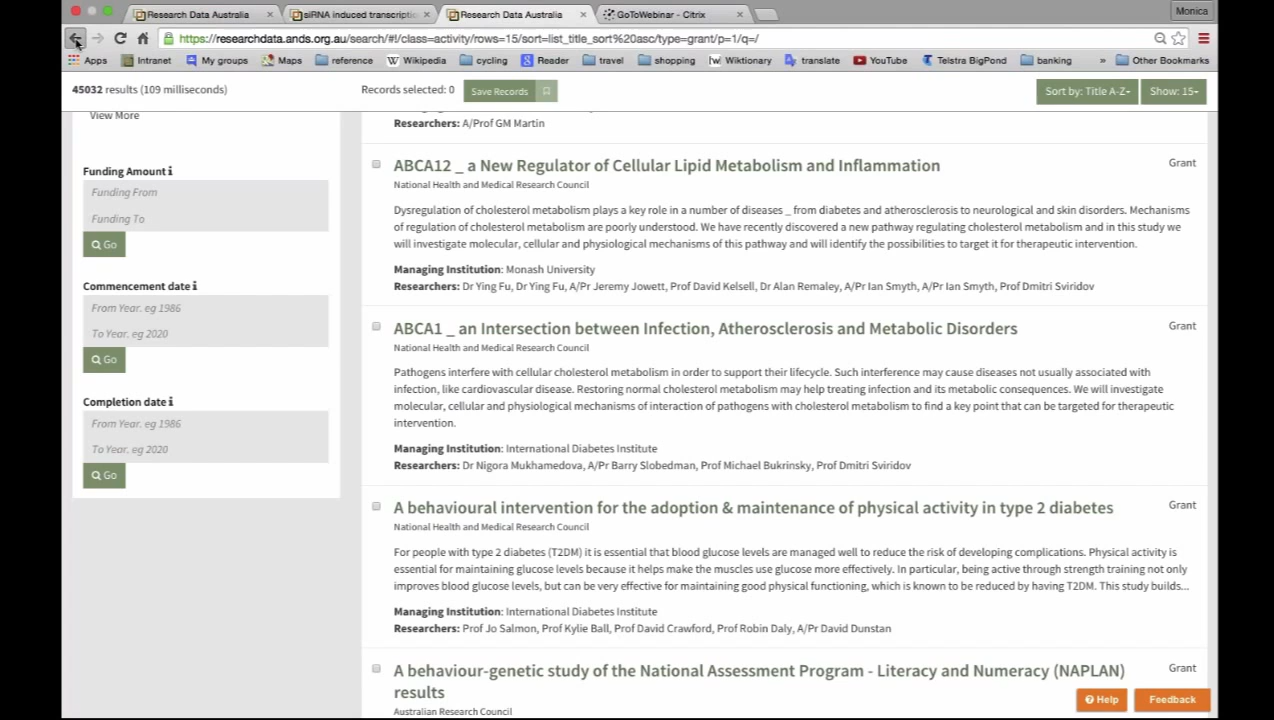 Research Data Australia
siRNA induced transcriptio
Research Data Australia
GoToWebinar - Citrix
Monica
https://researchdata.ands.org.au/search/#!/class=activity/rows=15/sort=list_title_sort%20asc/type=grant/p=1/q=/
Apps Intranet My groups Maps reference Wikipedia cycling Reader travel shopping Wiktionary translate YouTube Telstra BigPond banking » Other Bookmarks
45032 results (109 milliseconds)
Records selected: 0 Save Records
Sort by: Title A-Z- Show: 15-
View More
Funding Amount
Funding From
Funding To
Go
Commencement date
From Year. eg 1986
To Year. eg 2020
Go
Completion date
From Year. eg 1986
To Year. eg 2020
Go
Researchers: A/Prof GM Martin
ABCA12 _ a New Regulator of Cellular Lipid Metabolism and Inflammation
Grant
National Health and Medical Research Council
Dysregulation of cholesterol metabolism plays a key role in a number of diseases _ from diabetes and atherosclerosis to neurological and skin disorders. Mechanisms
of regulation of cholesterol metabolism are poorly understood. We have recently discovered a new pathway regulating cholesterol metabolism and in this study we
will investigate molecular, cellular and physiological mechanisms of this pathway and will identify the possibilities to target it for therapeutic intervention.
Managing Institution: Monash University
Researchers: Dr Ying Fu, Dr Ying Fu, A/Pr Jeremy Jowett, Prof David Kelsell, Dr Alan Remaley, A/Pr Ian Smyth, A/Pr Ian Smyth, Prof Dmitri Sviridov
ABCA1 _ an Intersection between Infection, Atherosclerosis and Metabolic Disorders
Grant
National Health and Medical Research Council
Pathogens interfere with cellular cholesterol metabolism in order to support their lifecycle. Such interference may cause diseases not usually associated with
infection, like cardiovascular disease. Restoring normal cholesterol metabolism may help treating infection and its metabolic consequences. We will investigate
molecular, cellular and physiological mechanisms of interaction of pathogens with cholesterol metabolism to find a key point that can be targeted for therapeutic
intervention.
Managing Institution: International Diabetes Institute
Researchers: Dr Nigora Mukhamedova, A/Pr Barry Slobedman, Prof Michael Bukrinsky, Prof Dmitri Sviridov
A behavioural intervention for the adoption & maintenance of physical activity in type 2 diabetes
Grant
National Health and Medical Research Council
For people with type 2 diabetes (T2DM) it is essential that blood glucose levels are managed well to reduce the risk of developing complications. Physical activity is
essential for maintaining glucose levels because it helps make the muscles use glucose more effectively. In particular, being active through strength training not only
improves blood glucose levels, but can be very effective for maintaining good physical functioning, which is known to be reduced by having T2DM. This study builds...
Managing Institution: International Diabetes Institute
Researchers: Prof Jo Salmon, Prof Kylie Ball, Prof David Crawford, Prof Robin Daly, A/Pr David Dunstan
A behaviour-genetic study of the National Assessment Program - Literacy and Numeracy (NAPLAN)
results
Grant
Australian Research Council
Help
Feedback